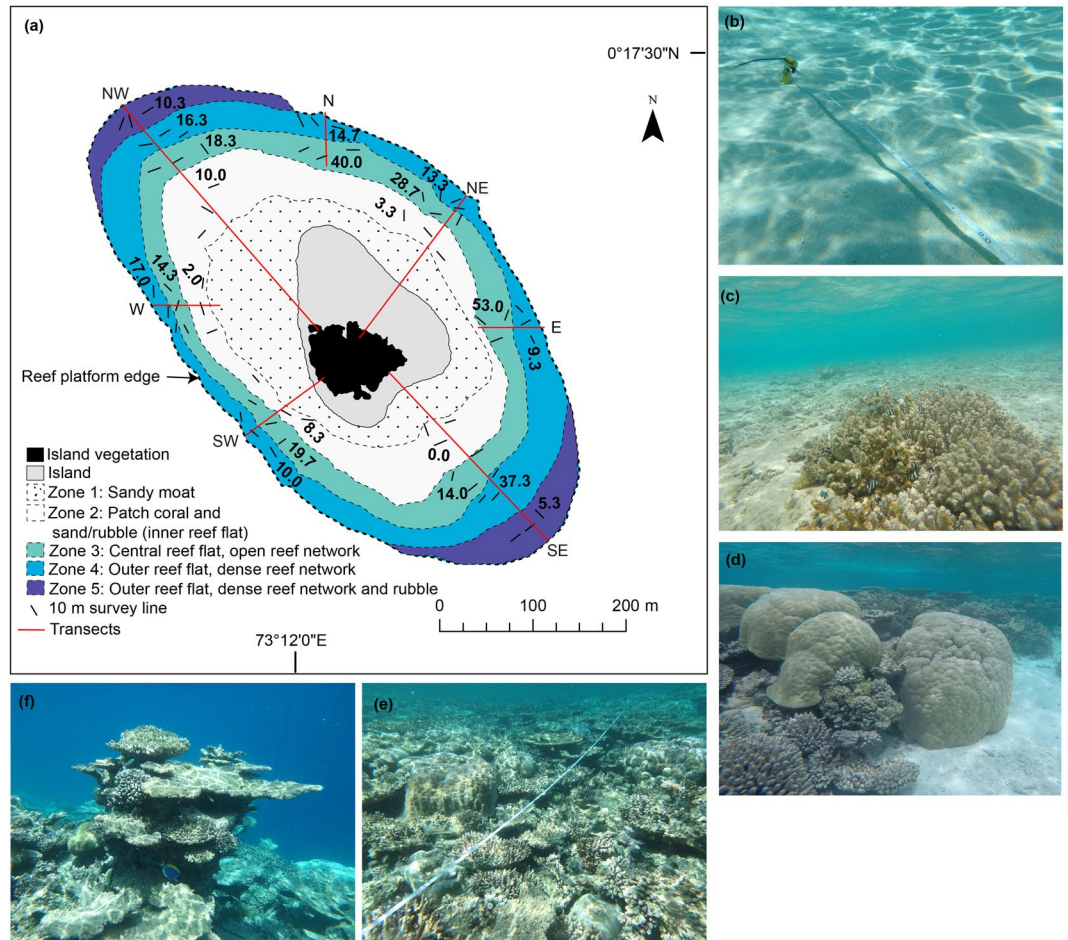 (a)
0°17'30"N
N
NW
10.3
16.3
18.3
10.0
N
14.1
40.0
NE
13.3
28.7
3.3
W
17.0
14.3
2.0
53.0
E
9.3
Reef platform edge
SW
8.3
19.7
10.0
0.0
14.0
37.3
5.3
SE
Island vegetation
Island
Zone 1: Sandy moat
Zone 2: Patch coral and
sand/rubble (inner reef flat)
Zone 3: Central reef flat, open reef network
Zone 4: Outer reef flat, dense reef network
Zone 5: Outer reef flat, dense reef network and rubble
10 m survey line
Transects
0 100 200 m
73°12'0"E
(b)
(c)
(d)
(f)
(e)